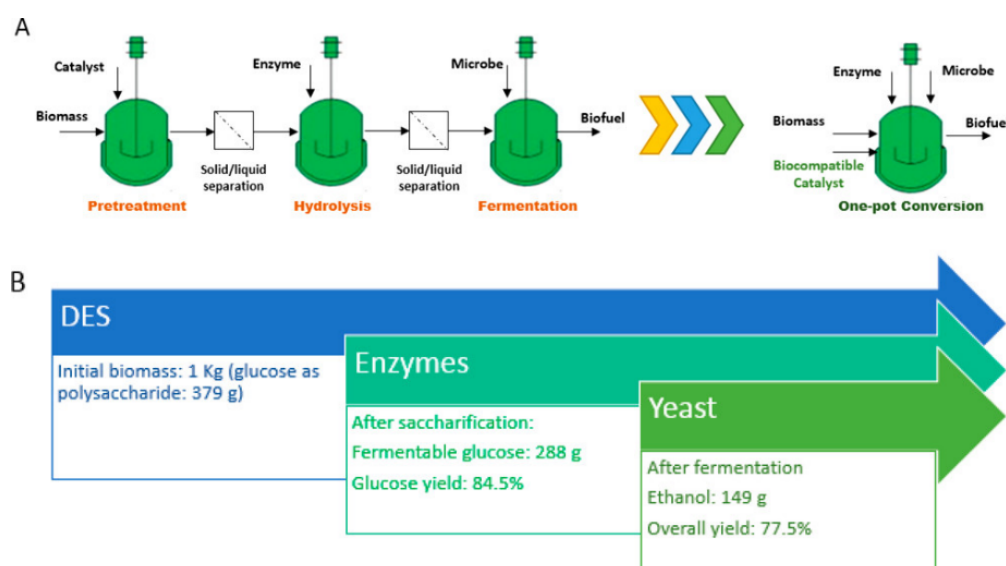 A
Catalyst
Enzyme
Microbe
Biomass
Biofuel
Solid/liquid
separation
Solid/liquid
separation
Pretreatment
Hydrolysis
Fermentation
Enzyme
Microbe
Biomass
Biofue
Biocompatible
Catalyst
One-pot Conversion
B
DES
Initial biomass: 1 Kg (glucose as
polysaccharide: 379 g)
Enzymes
After saccharification:
Fermentable glucose: 288 g
Glucose yield: 84.5%
Yeast
After fermentation
Ethanol: 149 g
Overall yield: 77.5%